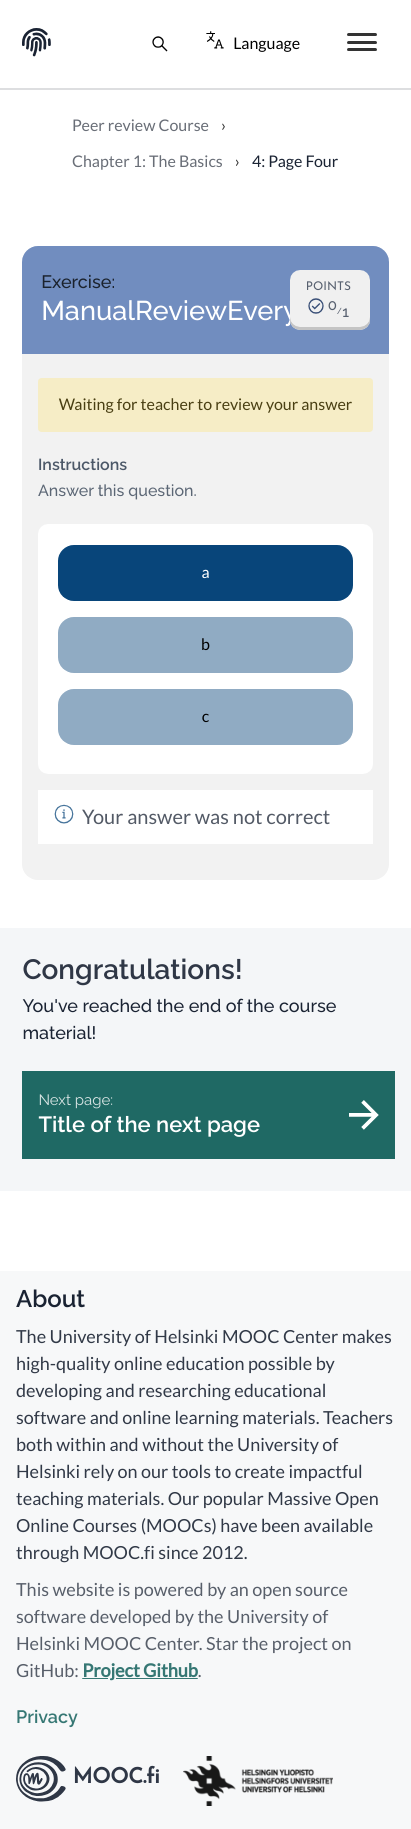 Language
Peer review Course ›
Chapter 1: The Basics › 4: Page Four
Exercise:
ManualReviewEvery
POINTS
0/1
Waiting for teacher to review your answer
Instructions
Answer this question.
a
b
c
Your answer was not correct
Congratulations!
You've reached the end of the course
material!
Next page:
Title of the next page
About
The University of Helsinki MOOC Center makes
high-quality online education possible by
developing and researching educational
software and online learning materials. Teachers
both within and without the University of
Helsinki rely on our tools to create impactful
teaching materials. Our popular Massive Open
Online Courses (MOOCs) have been available
through MOOC.fi since 2012.
This website is powered by an open source
software developed by the University of
Helsinki MOOC Center. Star the project on
GitHub: Project Github.
Privacy
MOOC.fi
HELSINGIN YLIOPISTO
HELSINGFORS UNIVERSITET
UNIVERSITY OF HELSINKI